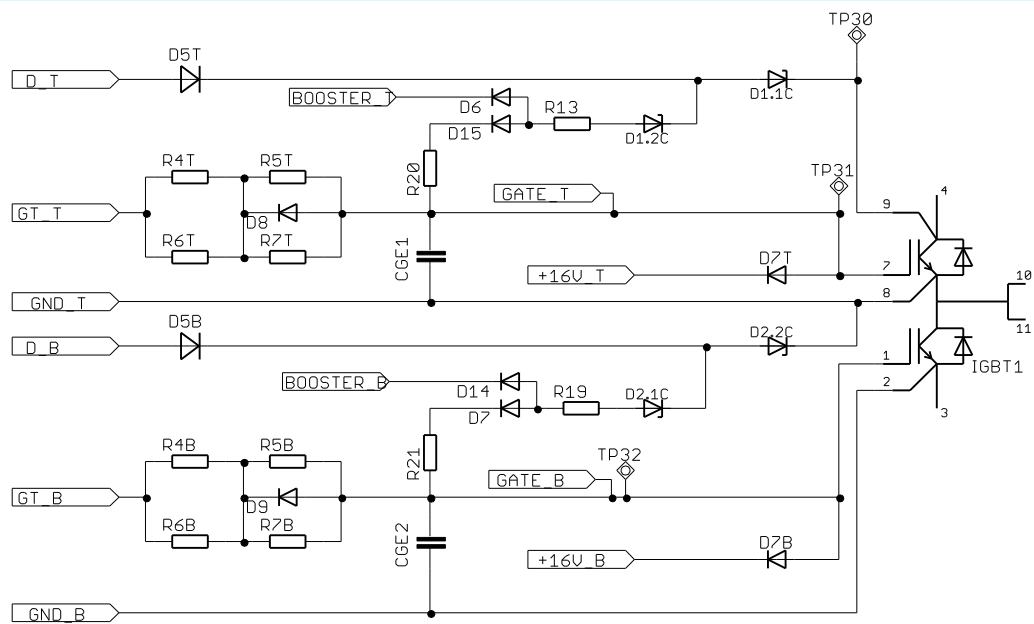 TP30
D5T
D_T
D1.1C
BOOSTER_T
D6
R13
D15
D1.2C
R20
TP31
R4T
R5T
GATE_T
4
9
GT_T
D8
R6T
R7T
CGE1
D7T
+16V_T
7
10
8
GND_T
D5B
D2.2C
11
D_B
1
IGBT1
BOOSTER_B
D14
R19
D2.1C
2
D7
3
R21
R4B
R5B
TP32
GATE_B
GT_B
D9
R6B
R7B
CGE2
D7B
+16V_B
GND_B